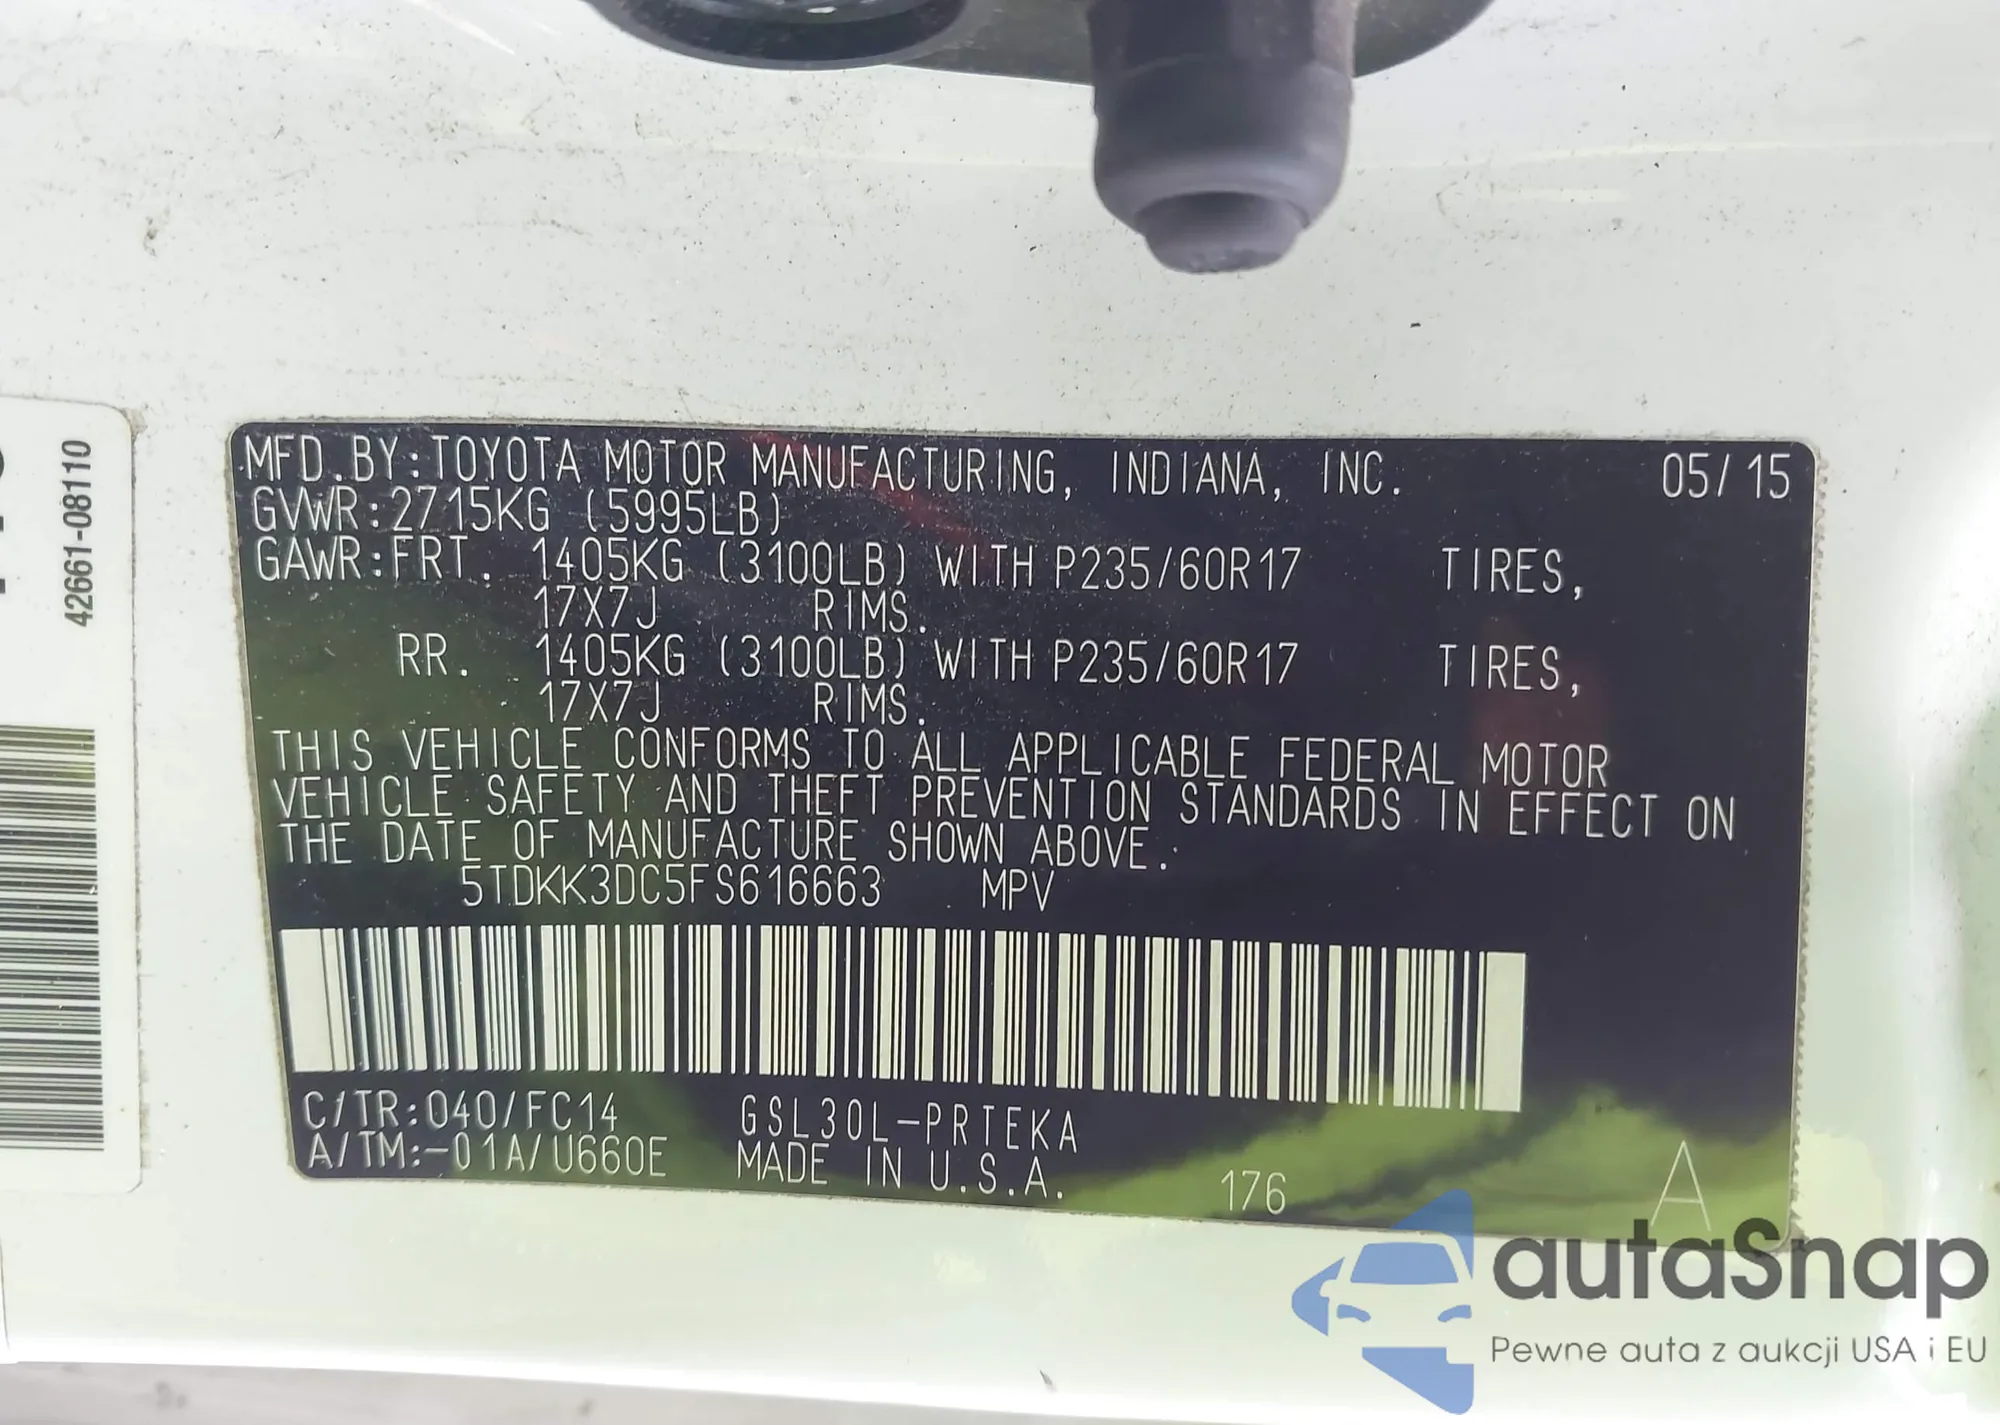 MFD.BY:TOYOTA MOTOR MANUFACTURING, INDIANA, INC. 05/15
GVWR:2715KG (5995LB)
GAWR:FRT. 1405KG (3100LB) WITH P235/60R17 TIRES,
17X7J RIMS.
RR. 1405KG (3100LB) WITH P235/60R17 TIRES,
17X7J RIMS.
THIS VEHICLE CONFORMS TO ALL APPLICABLE FEDERAL MOTOR
VEHICLE SAFETY AND THEFT PREVENTION STANDARDS IN EFFECT ON
THE DATE OF MANUFACTURE SHOWN ABOVE.
5TDKK3DC5FS616663 MPV
C/TR:040/FC14 GSL30L-PRTEKA
A/TM:-01A/U660E MADE IN U.S.A. 176 A
42661-08110
autaSnap
Pewne auta z aukcji USA i EU